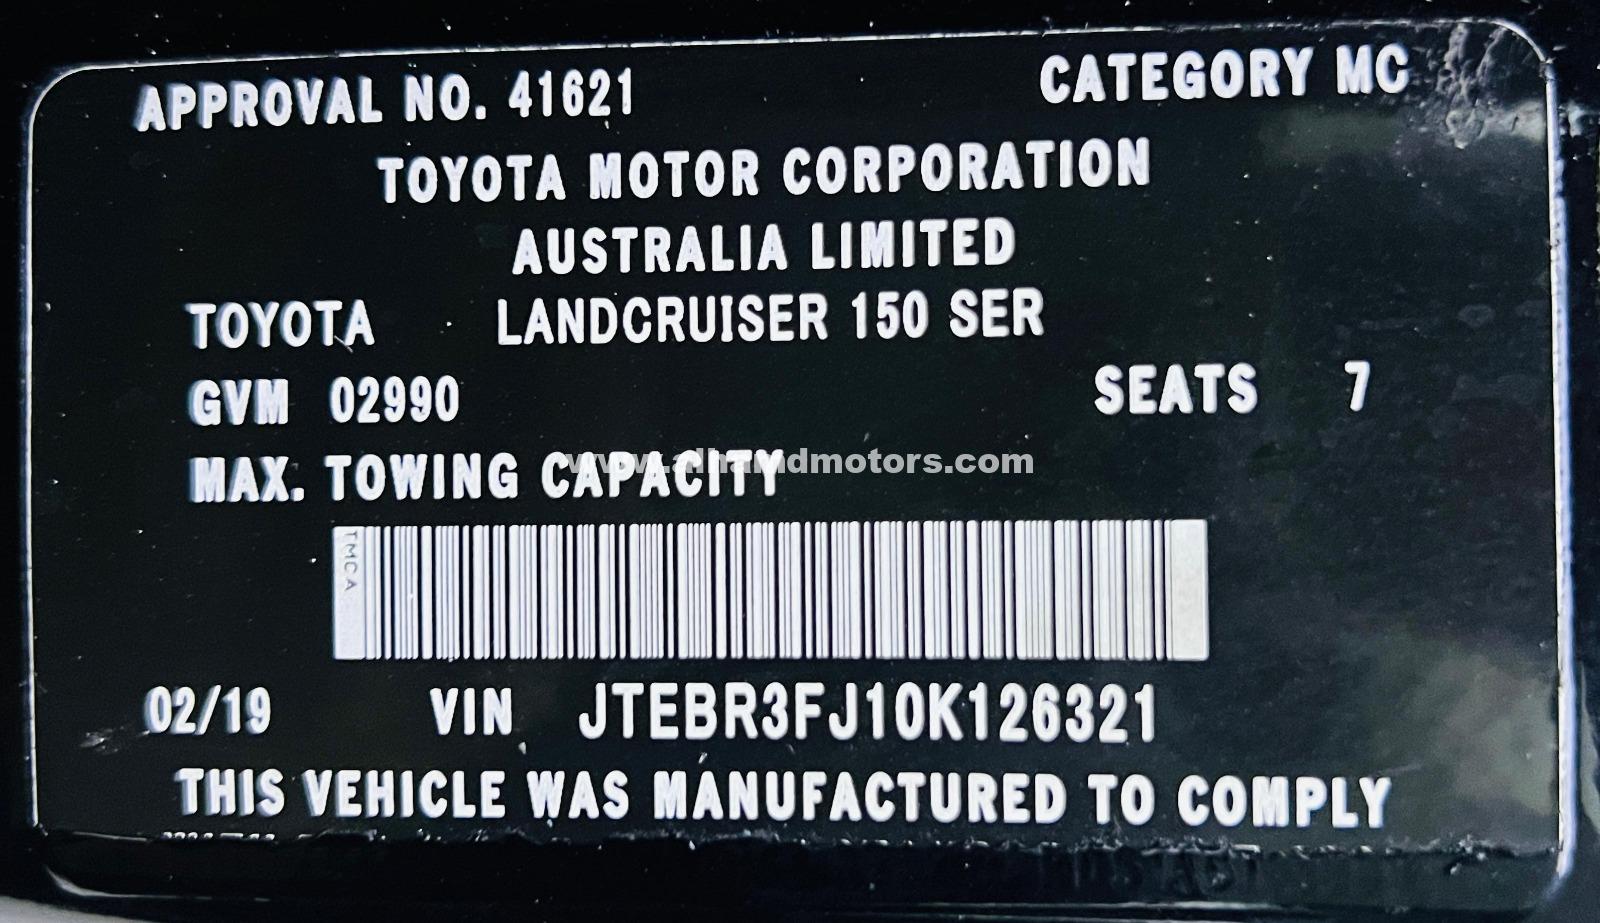 APPROVAL NO. 41621 CATEGORY MC
TOYOTA MOTOR CORPORATION
AUSTRALIA LIMITED
TOYOTA LANDCRUISER 150 SER
GVM 02990 SEATS 7
MAX. TOWING CAPACITY
www.alhamdmotors.com
TMCA
02/19 VIN JTEBR3FJ10K126321
THIS VEHICLE WAS MANUFACTURED TO COMPLY